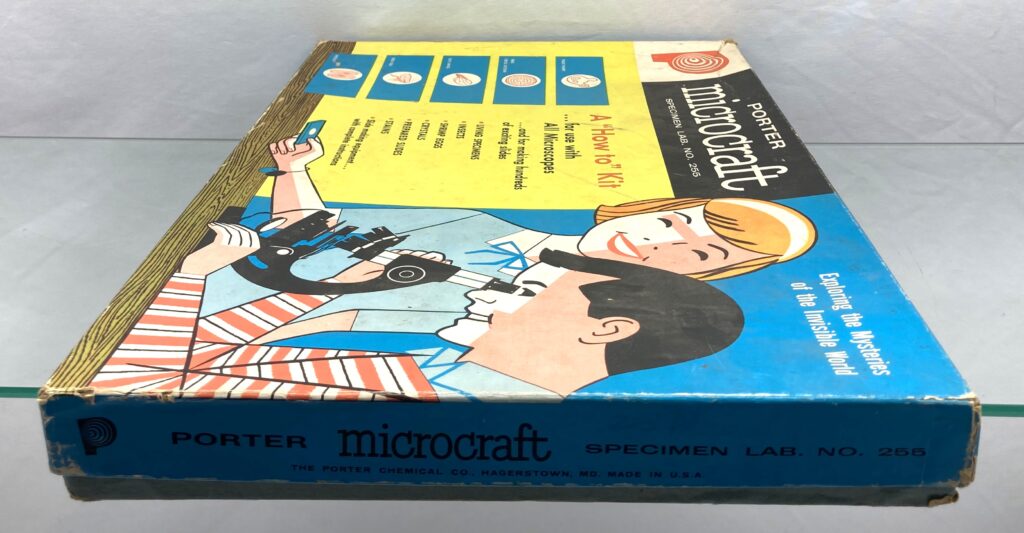 PORTER
microcraft
SPECIMEN LAB. NO. 255
A "How to" Kit
...for use with
All Microscopes
...and for making hundreds
of exciting slides
• LIVING SPECIMENS
• INSECTS
• SHRIMP EGGS
• CRYSTALS
• PREPARED SLIDES
• STAINS
• Slide making equipment...
with complete instructions
Exploring the Mysteries
of the Invisible World
PORTER microcraft SPECIMEN LAB. NO. 255
THE PORTER CHEMICAL CO. HAGERSTOWN, MD. MADE IN U.S.A.